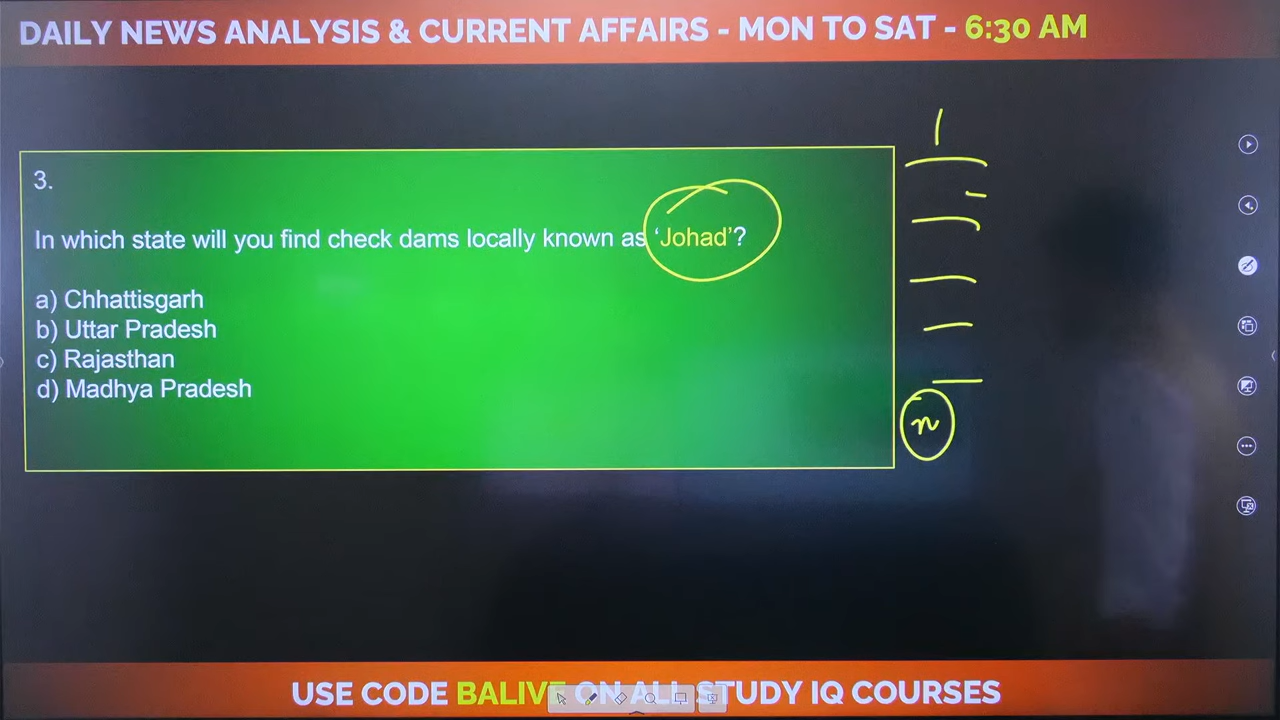 DAILY NEWS ANALYSIS & CURRENT AFFAIRS - MON TO SAT - 6:30 AM
3.
In which state will you find check dams locally known as 'Johad'?
a) Chhattisgarh
b) Uttar Pradesh
c) Rajasthan
d) Madhya Pradesh
1
n
USE CODE BALIVE ON ALL STUDY IQ COURSES